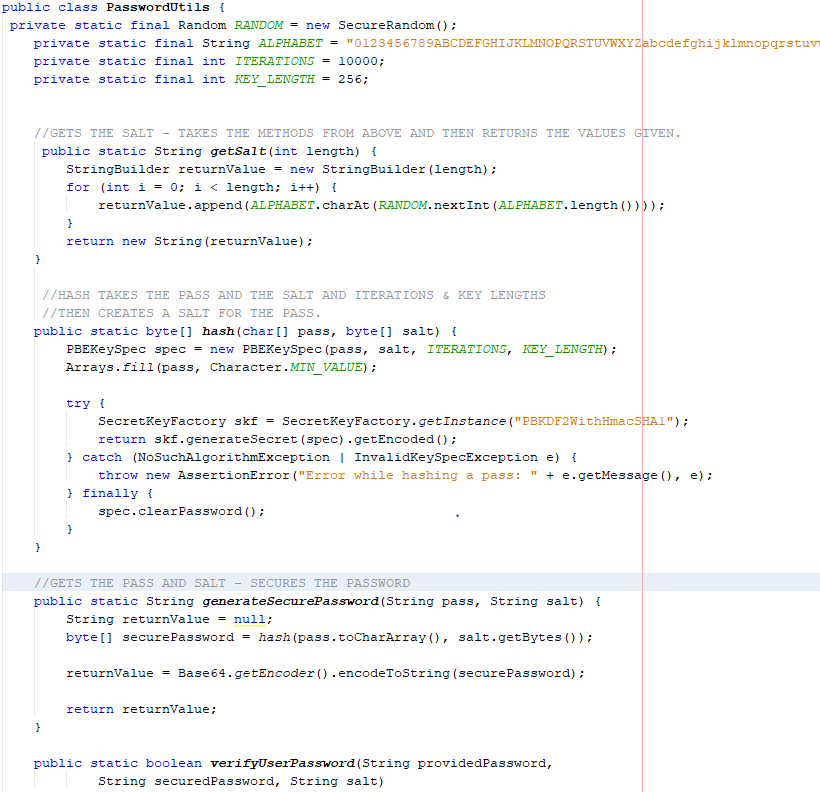 public class PasswordUtils {
private static final Random RANDOM = new SecureRandom();
private static final String ALPHABET = "0123456789ABCDEFGHIJKLMNOPQRSTUVWXYZabcdefghijklmnopqrstuv
private static final int ITERATIONS = 10000;
private static final int KEY_LENGTH = 256;
//GETS THE SALT - TAKES THE METHODS FROM ABOVE AND THEN RETURNS THE VALUES GIVEN.
public static String getSalt(int length) {
StringBuilder returnValue = new StringBuilder(length);
for (int i = 0; i < length; i++) {
returnValue.append(ALPHABET.charAt(RANDOM.nextInt(ALPHABET.length())));
}
return new String(returnValue);
}
//HASH TAKES THE PASS AND THE SALT AND ITERATIONS & KEY LENGTHS
//THEN CREATES A SALT FOR THE PASS.
public static byte[] hash(char[] pass, byte[] salt) {
PBEKeySpec spec = new PBEKeySpec(pass, salt, ITERATIONS, KEY_LENGTH);
Arrays.fill(pass, Character.MIN_VALUE);
try {
SecretKeyFactory skf = SecretKeyFactory.getInstance("PBKDF2WithHmacSHA1");
return skf.generateSecret(spec).getEncoded();
} catch (NoSuchAlgorithmException | InvalidKeySpecException e) {
throw new AssertionError("Error while hashing a pass: " + e.getMessage(), e);
} finally {
spec.clearPassword();
}
}
//GETS THE PASS AND SALT - SECURES THE PASSWORD
public static String generateSecurePassword(String pass, String salt) {
String returnValue = null;
byte[] securePassword = hash(pass.toCharArray(), salt.getBytes());
returnValue = Base64.getEncoder().encodeToString(securePassword);
return returnValue;
}
public static boolean verifyUserPassword(String providedPassword,
String securedPassword, String salt)